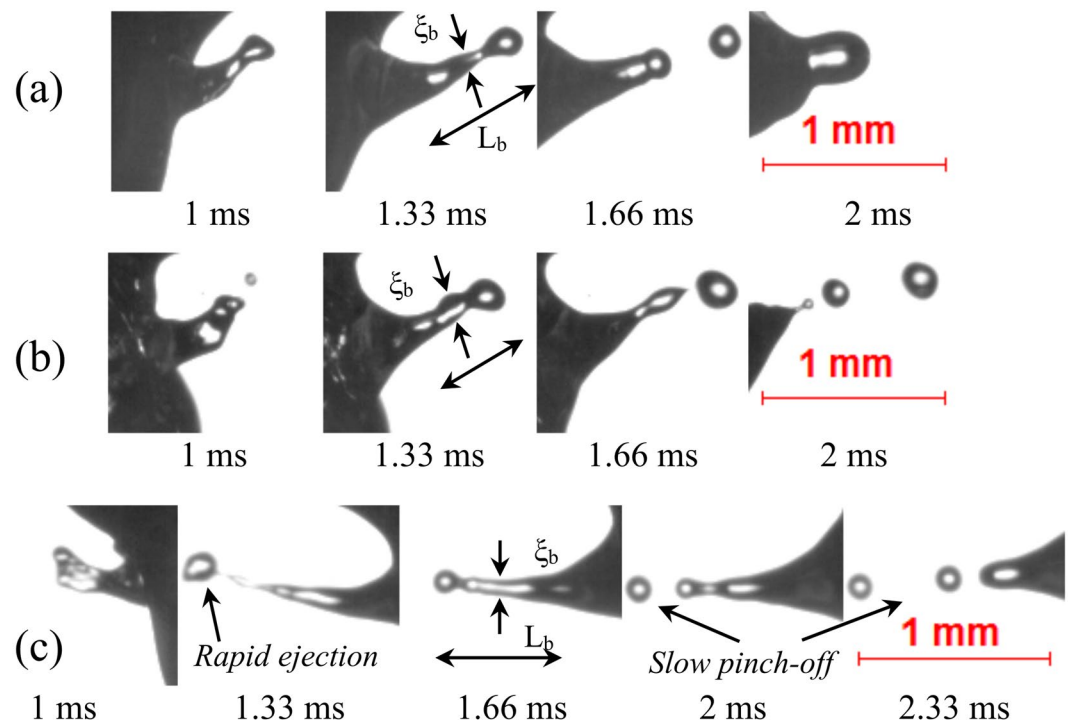 (a)
ξb
Lb
1 mm
1 ms
1.33 ms
1.66 ms
2 ms
(b)
ξb
1 mm
1 ms
1.33 ms
1.66 ms
2 ms
(c)
Rapid ejection
ξb
Lb
Slow pinch-off
1 mm
1 ms
1.33 ms
1.66 ms
2 ms
2.33 ms